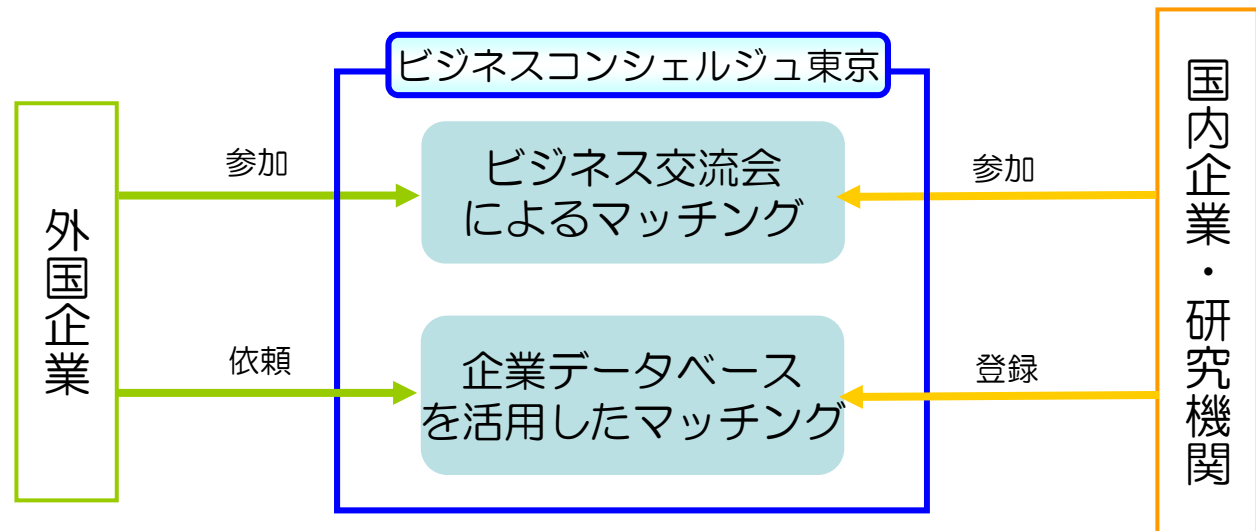 ビジネスコンシェルジュ東京
外国企業
参加
ビジネス交流会
によるマッチング
参加
国内企業・研究機関
依頼
企業データベース
を活用したマッチング
登録